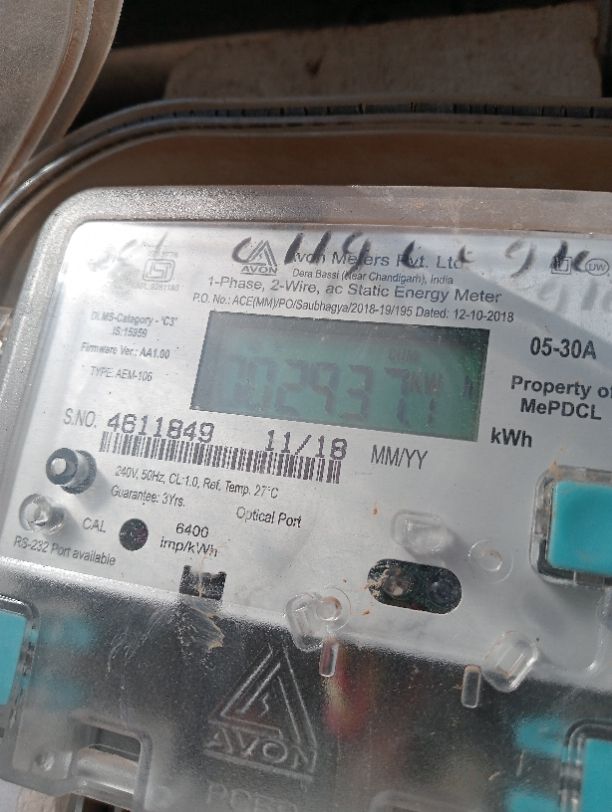 AVON
Avon Meters Pvt. Ltd.
Dera Bassi (Near Chandigarh), India
1-Phase, 2-Wire, ac Static Energy Meter
P.O. No.: ACE(MM)/PO/Saubhagya/2018-19/195 Dated: 12-10-2018
DLMS-Category - "C3"
IS:15959
Firmware Ver.: AA1.00
TYPE: AEM-106
05-30A
Property of
MePDCL
kWh
S.NO. 4611849 11/18 MM/YY
240V, 50Hz, CL:1.0, Ref. Temp. 27°C
Guarantee: 3Yrs.
Optical Port
CAL
6400
imp/kWh
RS-232 Port available
AVON